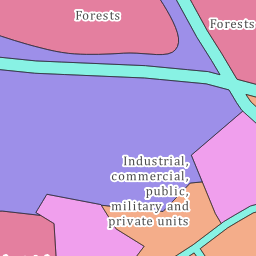 Forests
Forests
Industrial,
commercial,
public,
military and
private units